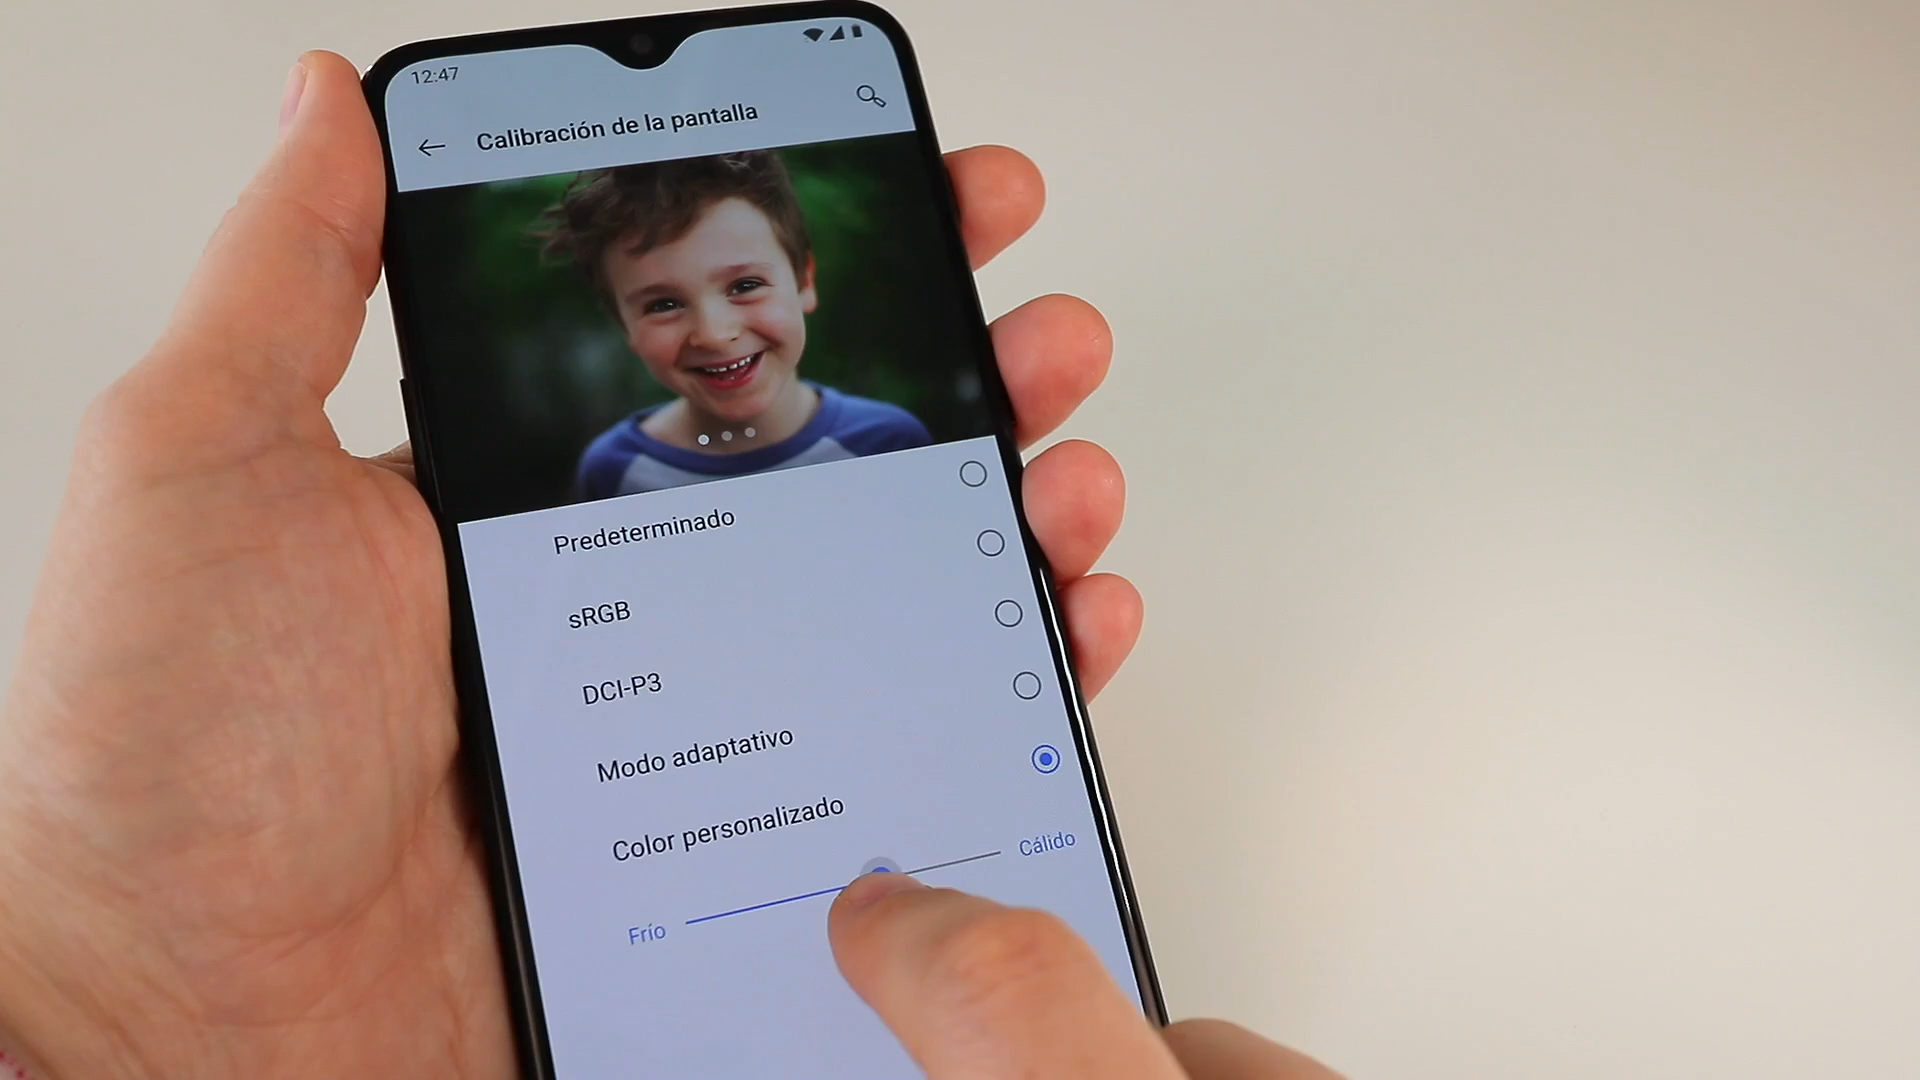 12:47
Calibración de la pantalla
Predeterminado
sRGB
DCI-P3
Modo adaptativo
Color personalizado
Frío
Cálido